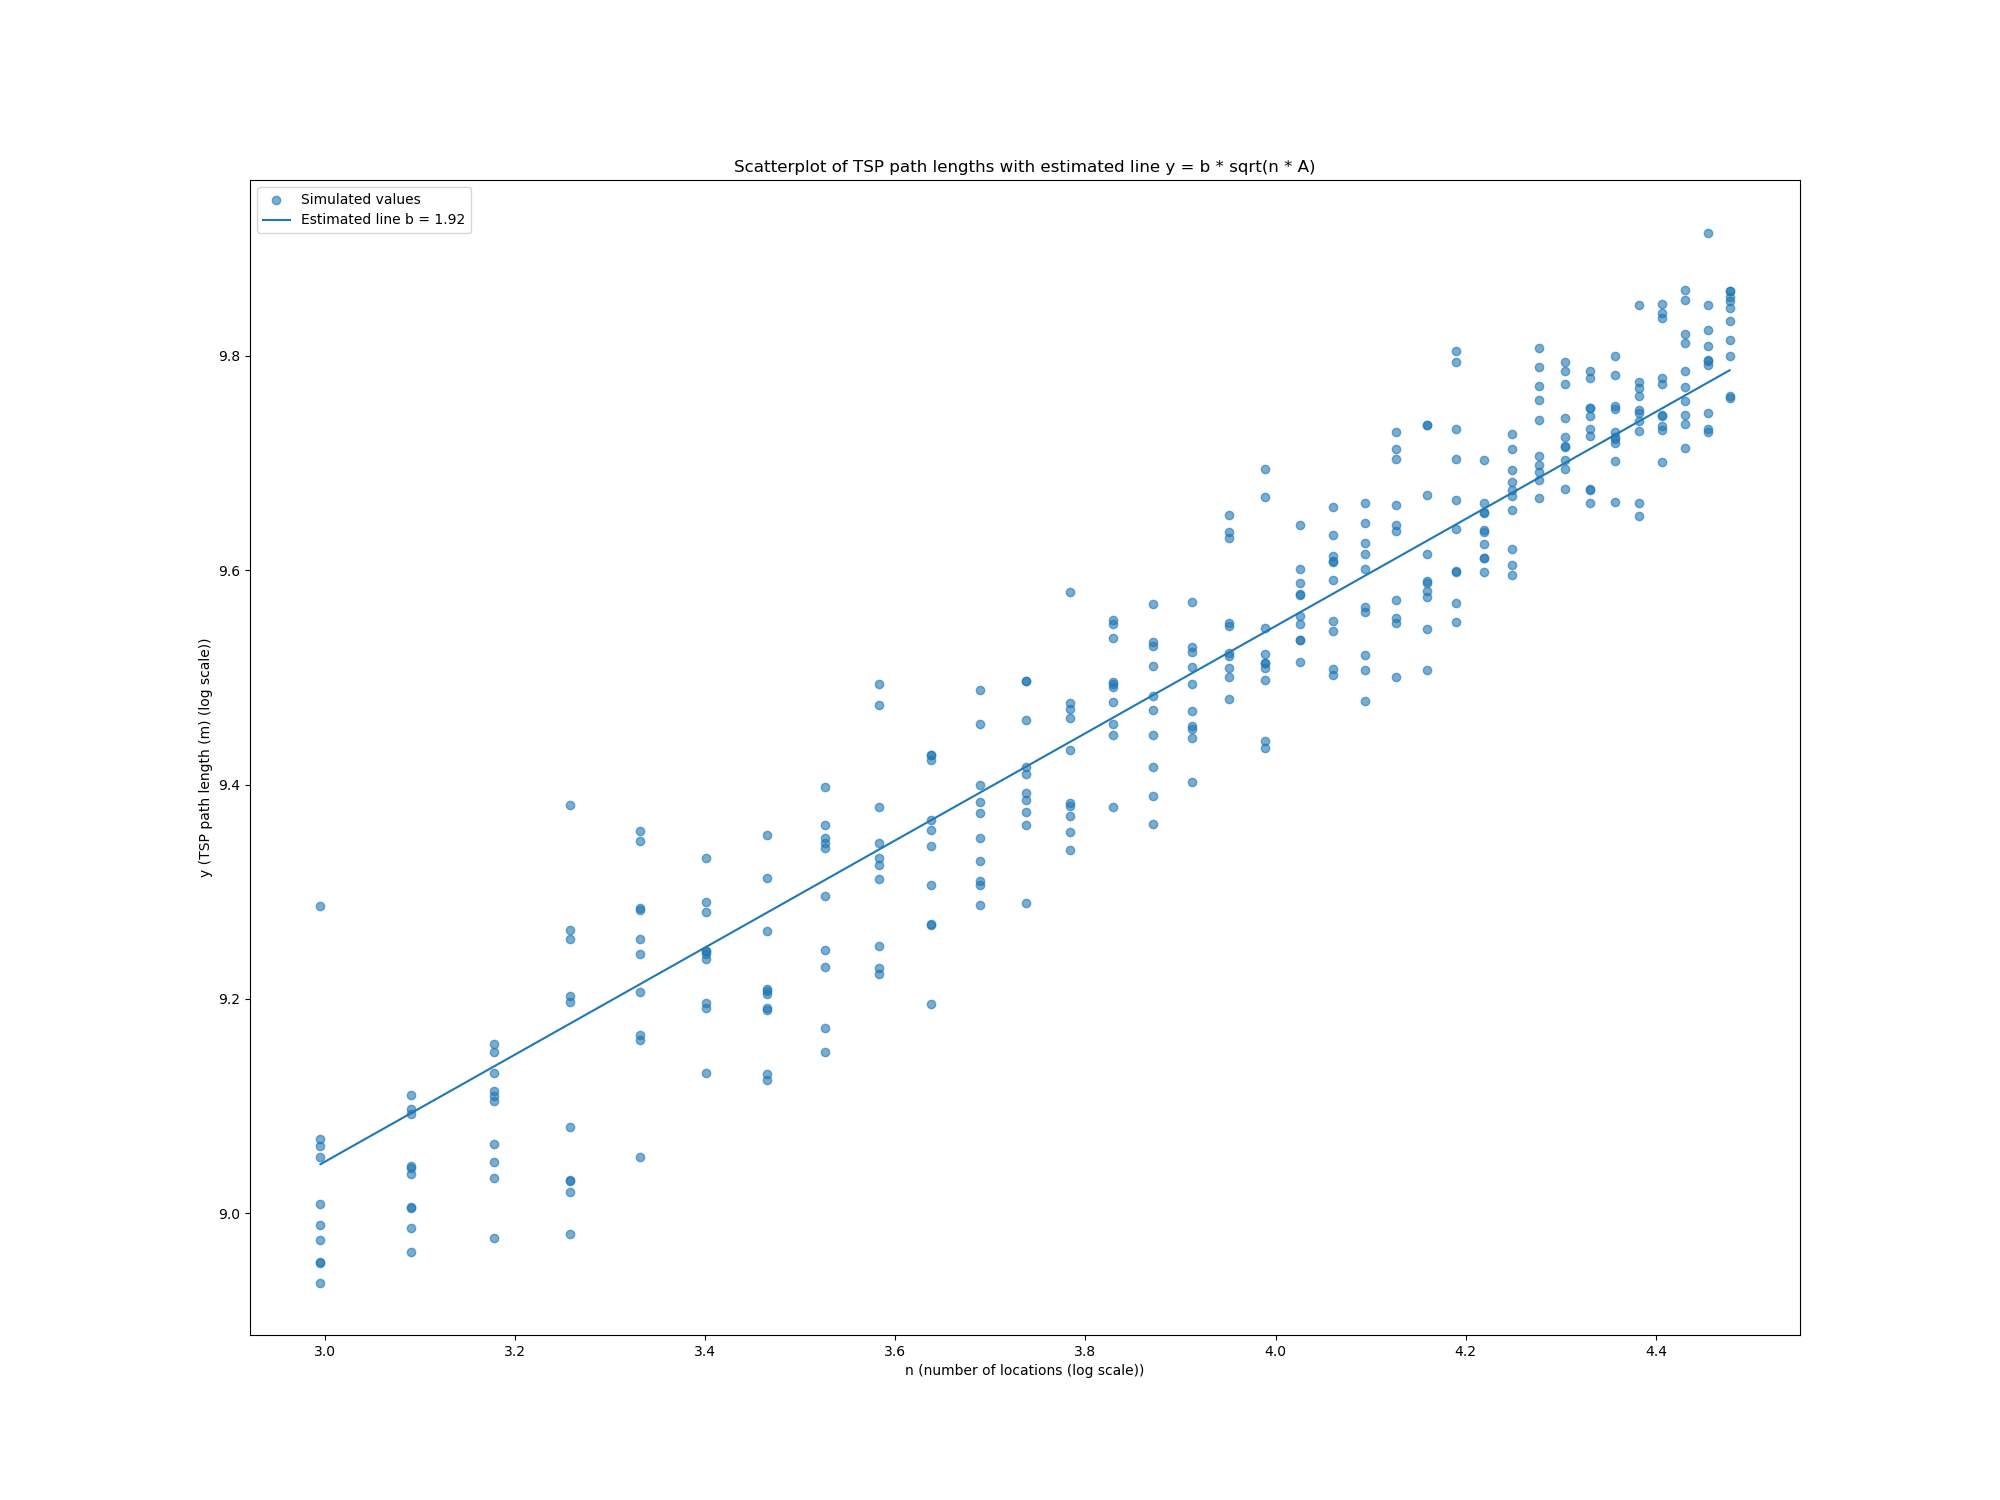 Scatterplot of TSP path lengths with estimated line y = b * sqrt(n * A)
Simulated values
Estimated line b = 1.92
9.8
9.6
9.4
9.2
9.0
y (TSP path length (m) (log scale))
3.0 3.2 3.4 3.6 3.8 4.0 4.2 4.4
n (number of locations (log scale))